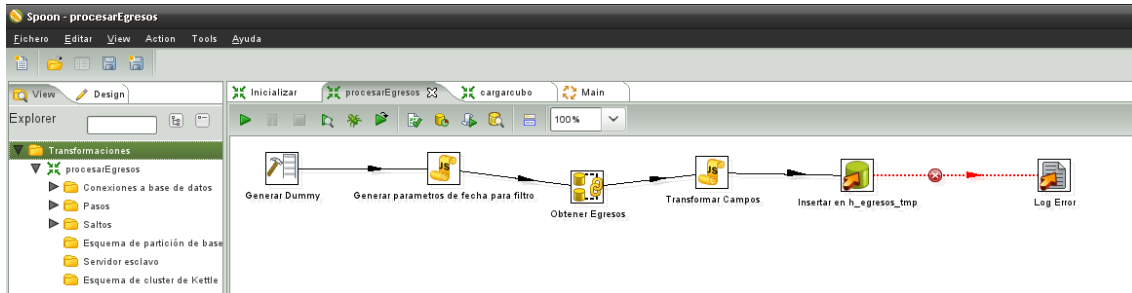 Spoon - procesarEgresos
Fichero Editar View Action Tools Ayuda
View Design
Inicializar procesarEgresos cargarcubo Main
Explorer
100%
Transformaciones
procesarEgresos
Conexiones a base de datos
Pasos
Saltos
Esquema de partición de base
Servidor esclavo
Esquema de cluster de Kettle
JS
JS
Generar Dummy
Generar parametros de fecha para filtro
Obtener Egresos
Transformar Campos
Insertar en h_egresos_tmp
Log Error